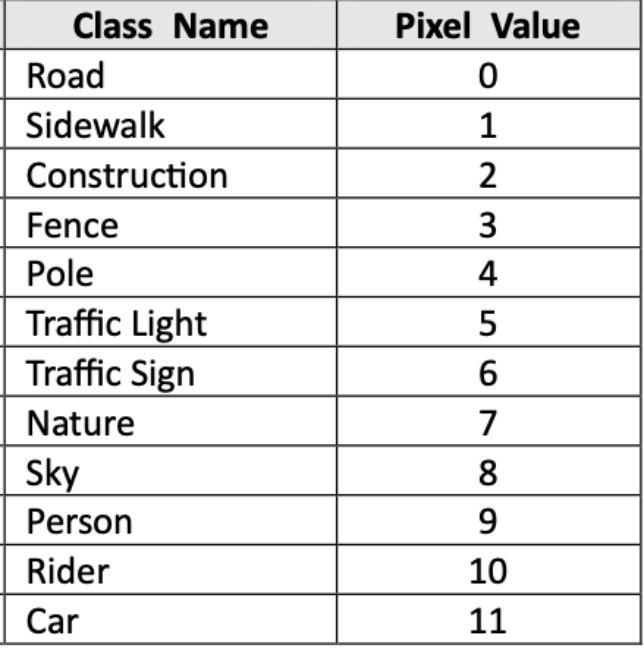 Class Name Pixel Value
Road 0
Sidewalk 1
Construction 2
Fence 3
Pole 4
Traffic Light 5
Traffic Sign 6
Nature 7
Sky 8
Person 9
Rider 10
Car 11